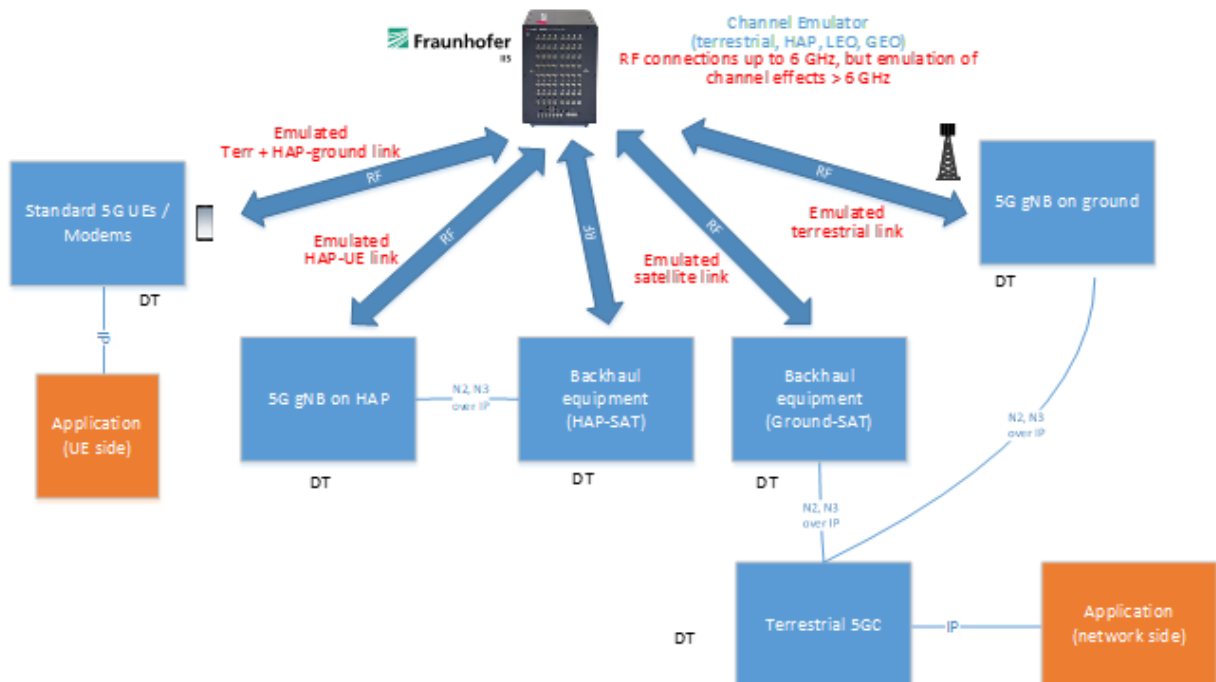 Fraunhofer
IIS
Channel Emulator
(terrestrial, HAP, LEO, GEO)
RF connections up to 6 GHz, but emulation of
channel effects > 6 GHz
Emulated
Terr + HAP-ground link
RF
Standard 5G UEs /
Modems
DT
Emulated
HAP-UE link
RF
RF
Emulated
satellite link
RF
RF
Emulated
terrestrial link
5G gNB on ground
DT
IP
Application
(UE side)
5G gNB on HAP
DT
N2, N3
over IP
Backhaul
equipment
(HAP-SAT)
DT
Backhaul
equipment
(Ground-SAT)
DT
N2, N3
over IP
N2, N3
over IP
Terrestrial 5GC
DT
IP
Application
(network side)